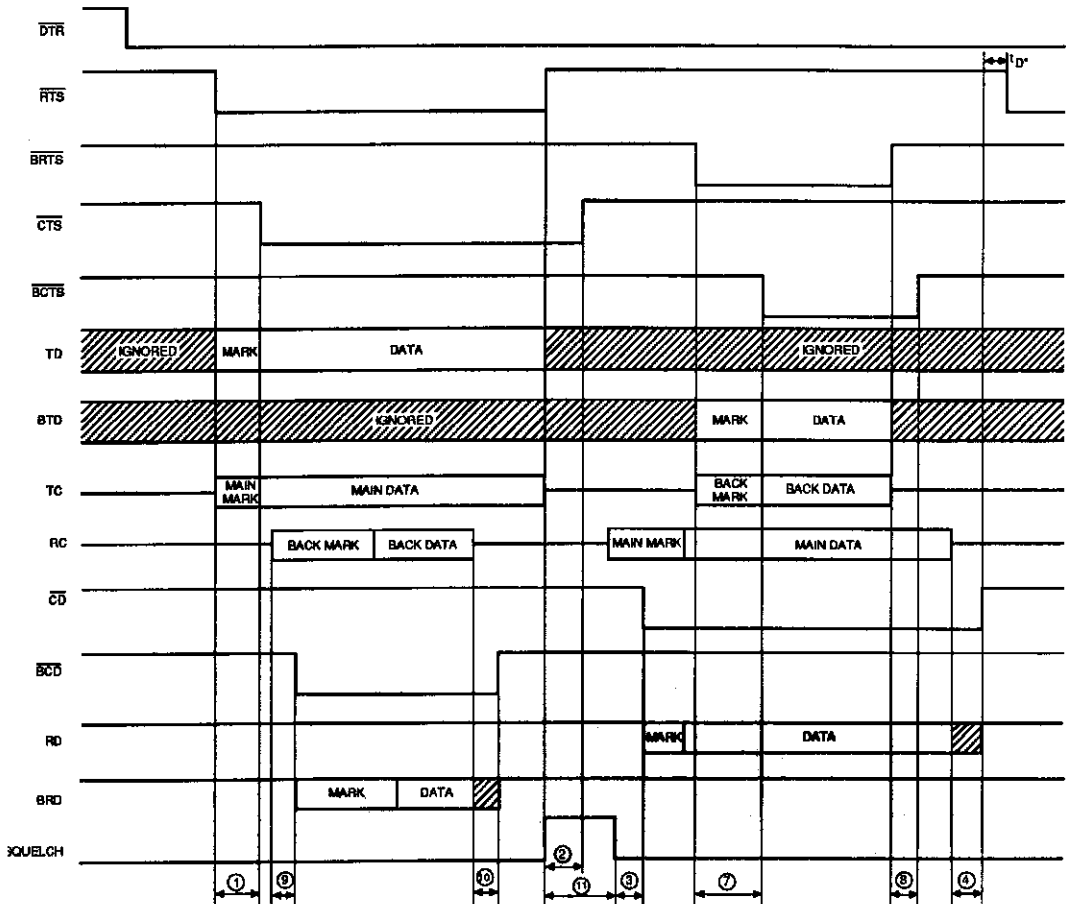 DTR
tD*
RTS
BRTS
CTS
BCTS
TD IGNORED MARK DATA IGNORED
BTD IGNORED MARK DATA
TC MAIN MARK MAIN DATA BACK MARK BACK DATA
RC BACK MARK BACK DATA MAIN MARK MAIN DATA
CD
BCD
RD MARK DATA
BRD MARK DATA
SQUELCH
① ⑨ ⑩ ② ⑪ ③ ⑦ ⑧ ④